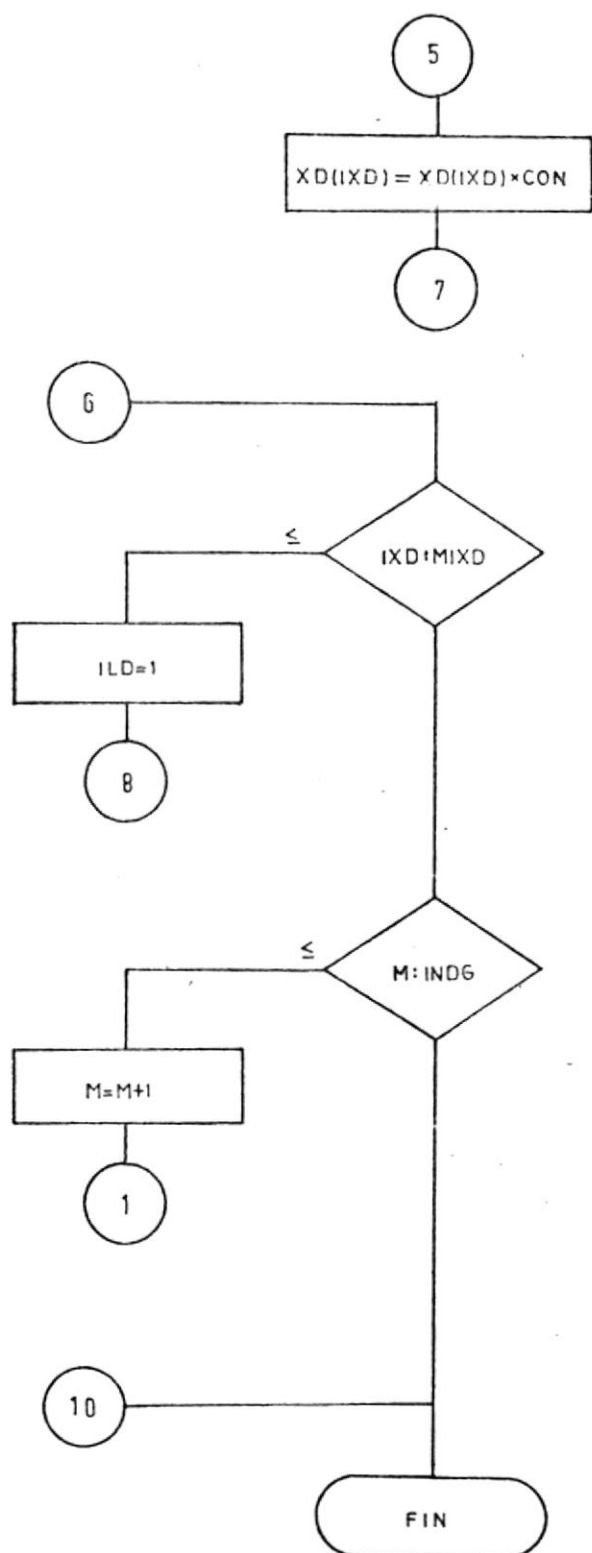 5
XD(IXD) = XD(IXD)×CON
7
6
≤
IXD:MIXD
ILD=1
8
≤
M:INDG
M=M+1
1
10
FIN